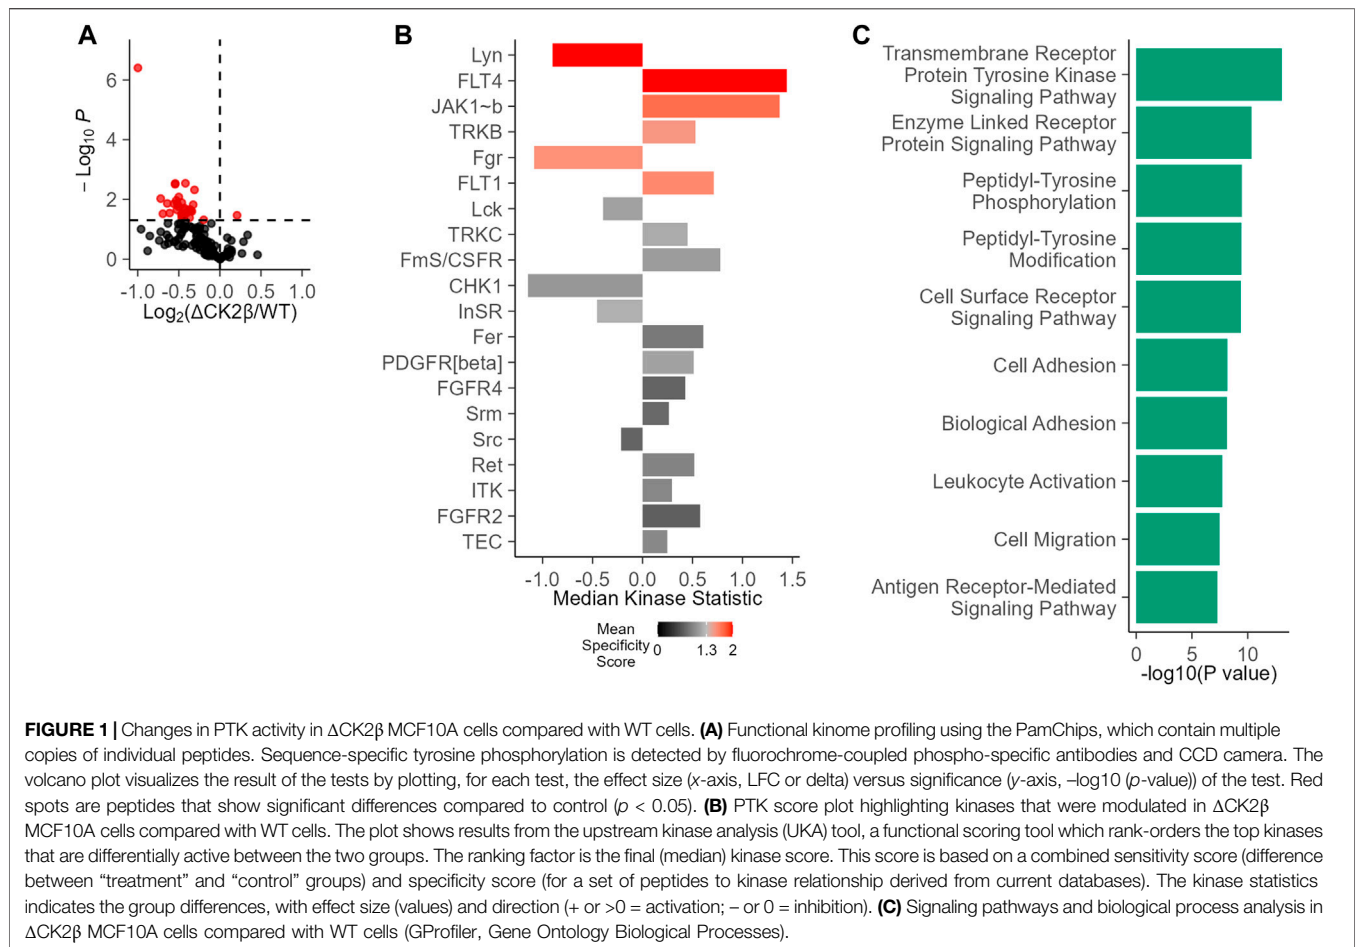 A
− Log10 P
6
4
2
0
-1.0 -0.5 0.0 0.5 1.0
Log2(ΔCK2β/WT)
B
Lyn
FLT4
JAK1~b
TRKB
Fgr
FLT1
Lck
TRKC
FmS/CSFR
CHK1
InSR
Fer
PDGFR[beta]
FGFR4
Srm
Src
Ret
ITK
FGFR2
TEC
-1.0 -0.5 0.0 0.5 1.0 1.5
Median Kinase Statistic
Mean
Specificity
Score
0 1.3 2
C
Transmembrane Receptor
Protein Tyrosine Kinase
Signaling Pathway
Enzyme Linked Receptor
Protein Signaling Pathway
Peptidyl-Tyrosine
Phosphorylation
Peptidyl-Tyrosine
Modification
Cell Surface Receptor
Signaling Pathway
Cell Adhesion
Biological Adhesion
Leukocyte Activation
Cell Migration
Antigen Receptor-Mediated
Signaling Pathway
0 5 10
-log10(P value)
FIGURE 1 | Changes in PTK activity in ΔCK2β MCF10A cells compared with WT cells. (A) Functional kinome profiling using the PamChips, which contain multiple
copies of individual peptides. Sequence-specific tyrosine phosphorylation is detected by fluorochrome-coupled phospho-specific antibodies and CCD camera. The
volcano plot visualizes the result of the tests by plotting, for each test, the effect size (x-axis, LFC or delta) versus significance (y-axis, –log10 (p-value)) of the test. Red
spots are peptides that show significant differences compared to control (p < 0.05). (B) PTK score plot highlighting kinases that were modulated in ΔCK2β
MCF10A cells compared with WT cells. The plot shows results from the upstream kinase analysis (UKA) tool, a functional scoring tool which rank-orders the top kinases
that are differentially active between the two groups. The ranking factor is the final (median) kinase score. This score is based on a combined sensitivity score (difference
between “treatment” and “control” groups) and specificity score (for a set of peptides to kinase relationship derived from current databases). The kinase statistics
indicates the group differences, with effect size (values) and direction (+ or >0 = activation; – or 0 = inhibition). (C) Signaling pathways and biological process analysis in
ΔCK2β MCF10A cells compared with WT cells (GProfiler, Gene Ontology Biological Processes).